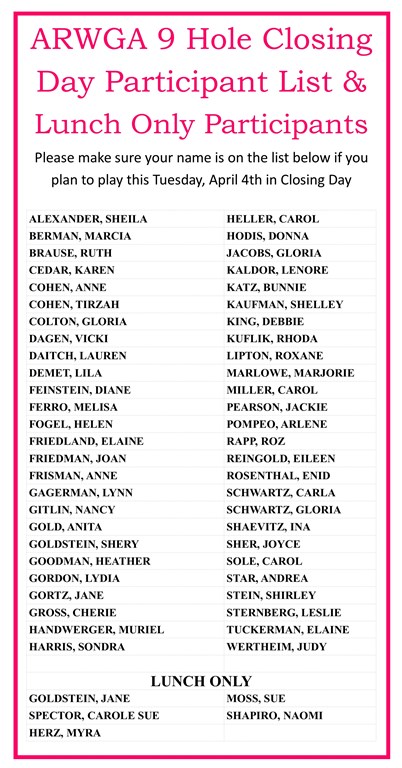 ARWGA 9 Hole Closing
Day Participant List &
Lunch Only Participants
Please make sure your name is on the list below if you
plan to play this Tuesday, April 4th in Closing Day
ALEXANDER, SHEILA
BERMAN, MARCIA
BRAUSE, RUTH
CEDAR, KAREN
COHEN, ANNE
COHEN, TIRZAH
COLTON, GLORIA
DAGEN, VICKI
DAITCH, LAUREN
DEMET, LILA
FEINSTEIN, DIANE
FERRO, MELISA
FOGEL, HELEN
FRIEDLAND, ELAINE
FRIEDMAN, JOAN
FRISMAN, ANNE
GAGERMAN, LYNN
GITLIN, NANCY
GOLD, ANITA
GOLDSTEIN, SHERY
GOODMAN, HEATHER
GORDON, LYDIA
GORTZ, JANE
GROSS, CHERIE
HANDWERGER, MURIEL
HARRIS, SONDRA
HELLER, CAROL
HODIS, DONNA
JACOBS, GLORIA
KALDOR, LENORE
KATZ, BUNNIE
KAUFMAN, SHELLEY
KING, DEBBIE
KUFLIK, RHODA
LIPTON, ROXANE
MARLOWE, MARJORIE
MILLER, CAROL
PEARSON, JACKIE
POMPEO, ARLENE
RAPP, ROZ
REINGOLD, EILEEN
ROSENTHAL, ENID
SCHWARTZ, CARLA
SCHWARTZ, GLORIA
SHAEVITZ, INA
SHER, JOYCE
SOLE, CAROL
STAR, ANDREA
STEIN, SHIRLEY
STERNBERG, LESLIE
TUCKERMAN, ELAINE
WERTHEIM, JUDY
LUNCH ONLY
GOLDSTEIN, JANE
SPECTOR, CAROLE SUE
HERZ, MYRA
MOSS, SUE
SHAPIRO, NAOMI